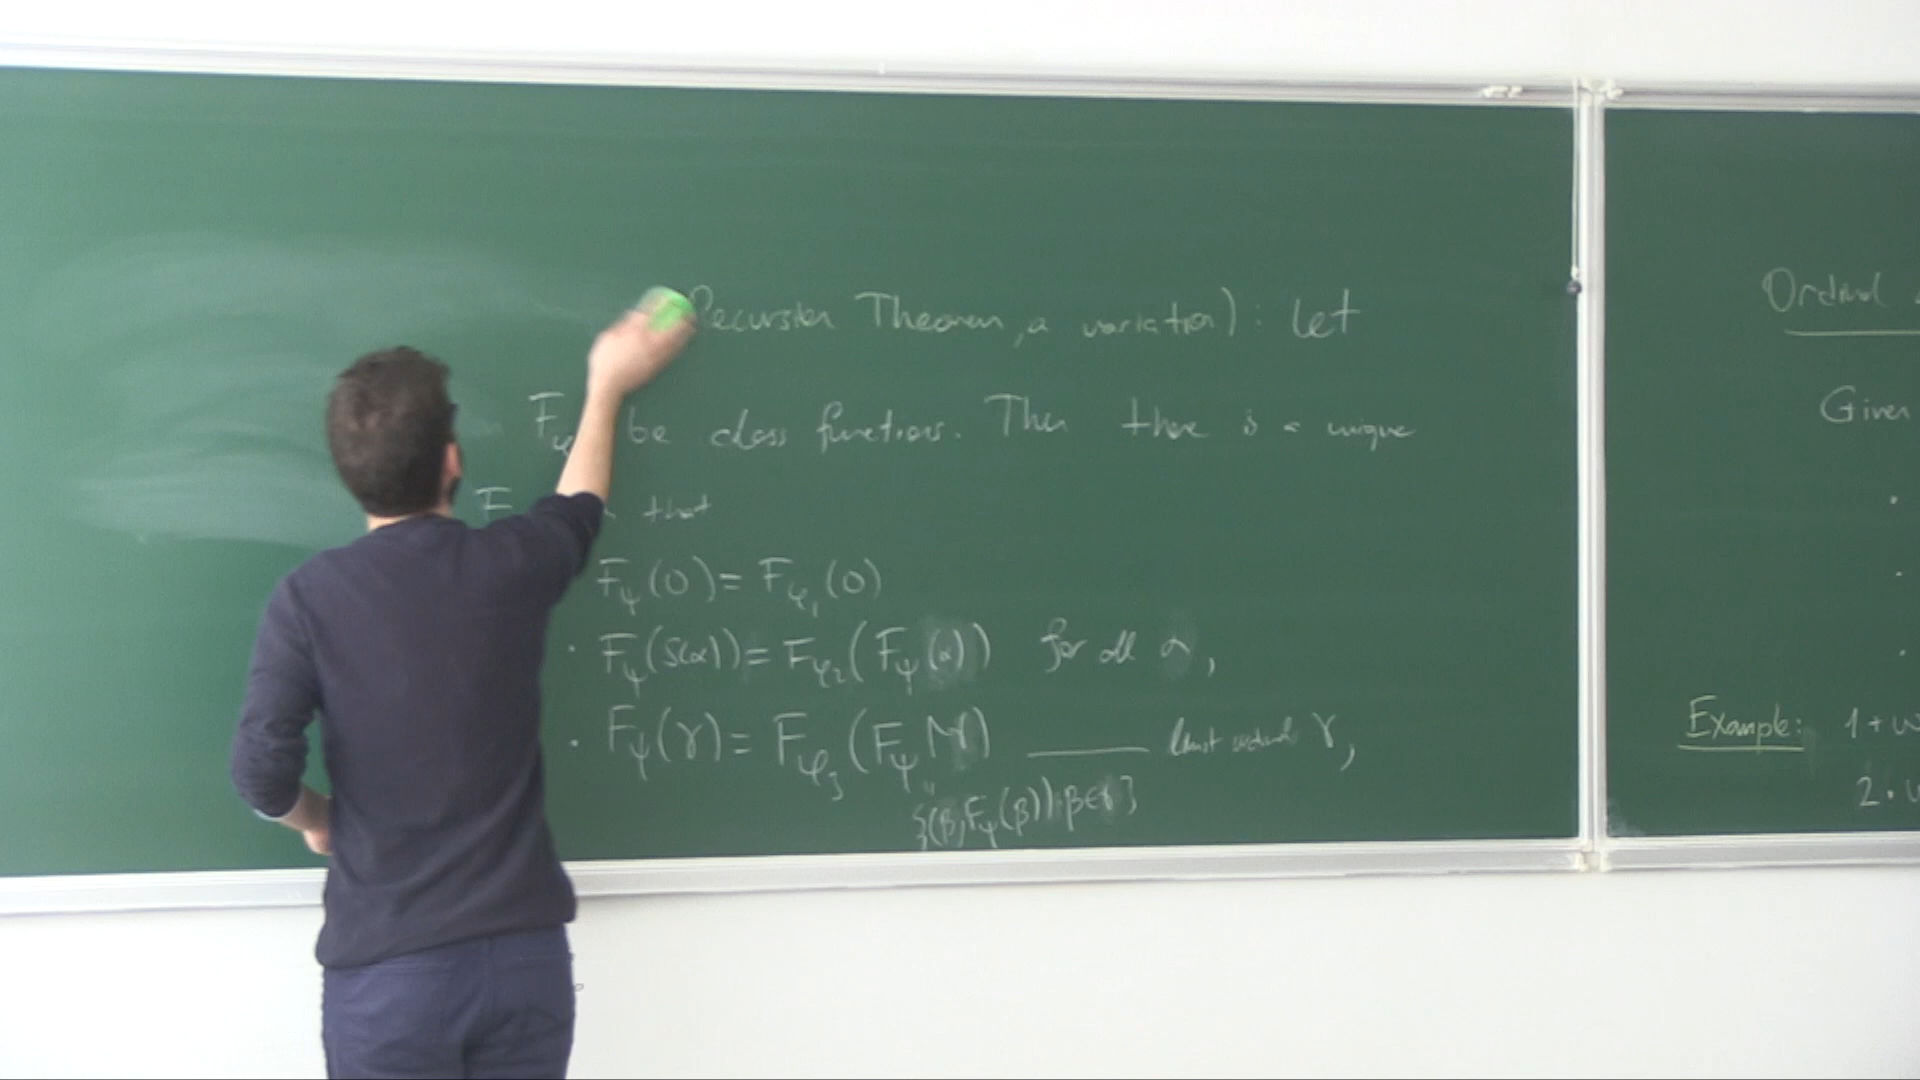 Recursion Theorem, a variation): Let
F_φ be class functions. Then there is a unique
F that
F_ψ(0) = F_φ₁(0)
· F_ψ(S(α)) = F_φ₂(F_ψ(α)) for all α,
· F_ψ(γ) = F_φ₃(F_ψ↾γ) ——— limit ordinal γ,
"
{(β, F_ψ(β)) : β∈γ}
Ordinal
Given
·
·
·
Example: 1 + ω
2 ·